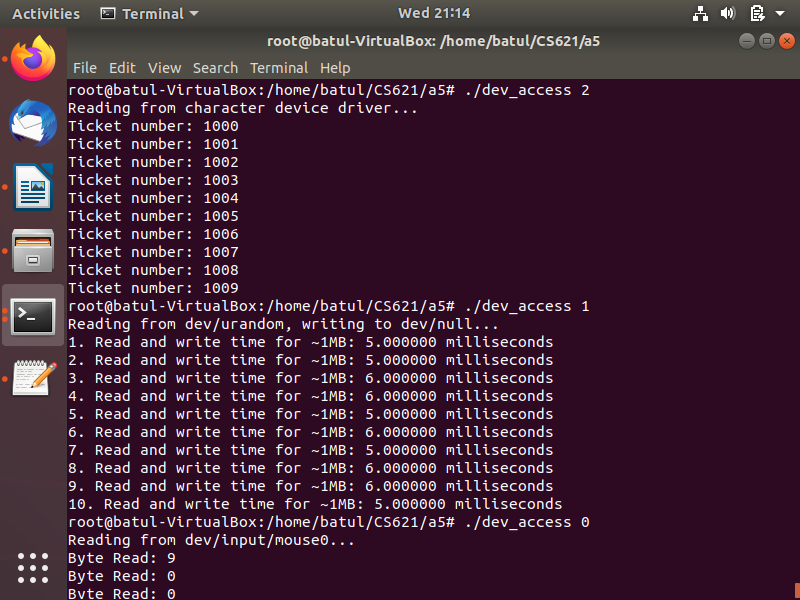 Activities Terminal Wed 21:14
root@batul-VirtualBox: /home/batul/CS621/a5
File Edit View Search Terminal Help
root@batul-VirtualBox:/home/batul/CS621/a5# ./dev_access 2
Reading from character device driver...
Ticket number: 1000
Ticket number: 1001
Ticket number: 1002
Ticket number: 1003
Ticket number: 1004
Ticket number: 1005
Ticket number: 1006
Ticket number: 1007
Ticket number: 1008
Ticket number: 1009
root@batul-VirtualBox:/home/batul/CS621/a5# ./dev_access 1
Reading from dev/urandom, writing to dev/null...
1. Read and write time for ~1MB: 5.000000 milliseconds
2. Read and write time for ~1MB: 5.000000 milliseconds
3. Read and write time for ~1MB: 6.000000 milliseconds
4. Read and write time for ~1MB: 6.000000 milliseconds
5. Read and write time for ~1MB: 5.000000 milliseconds
6. Read and write time for ~1MB: 6.000000 milliseconds
7. Read and write time for ~1MB: 5.000000 milliseconds
8. Read and write time for ~1MB: 6.000000 milliseconds
9. Read and write time for ~1MB: 6.000000 milliseconds
10. Read and write time for ~1MB: 5.000000 milliseconds
root@batul-VirtualBox:/home/batul/CS621/a5# ./dev_access 0
Reading from dev/input/mouse0...
Byte Read: 9
Byte Read: 0
Byte Read: 0